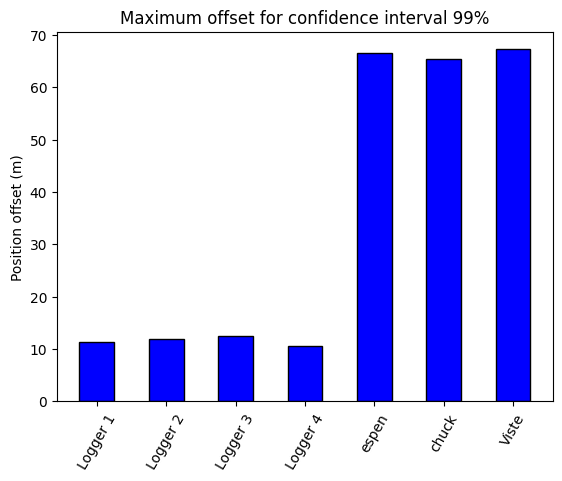 Maximum offset for confidence interval 99%
Position offset (m)
70
60
50
40
30
20
10
0
Logger 1
Logger 2
Logger 3
Logger 4
espen
chuck
Viste